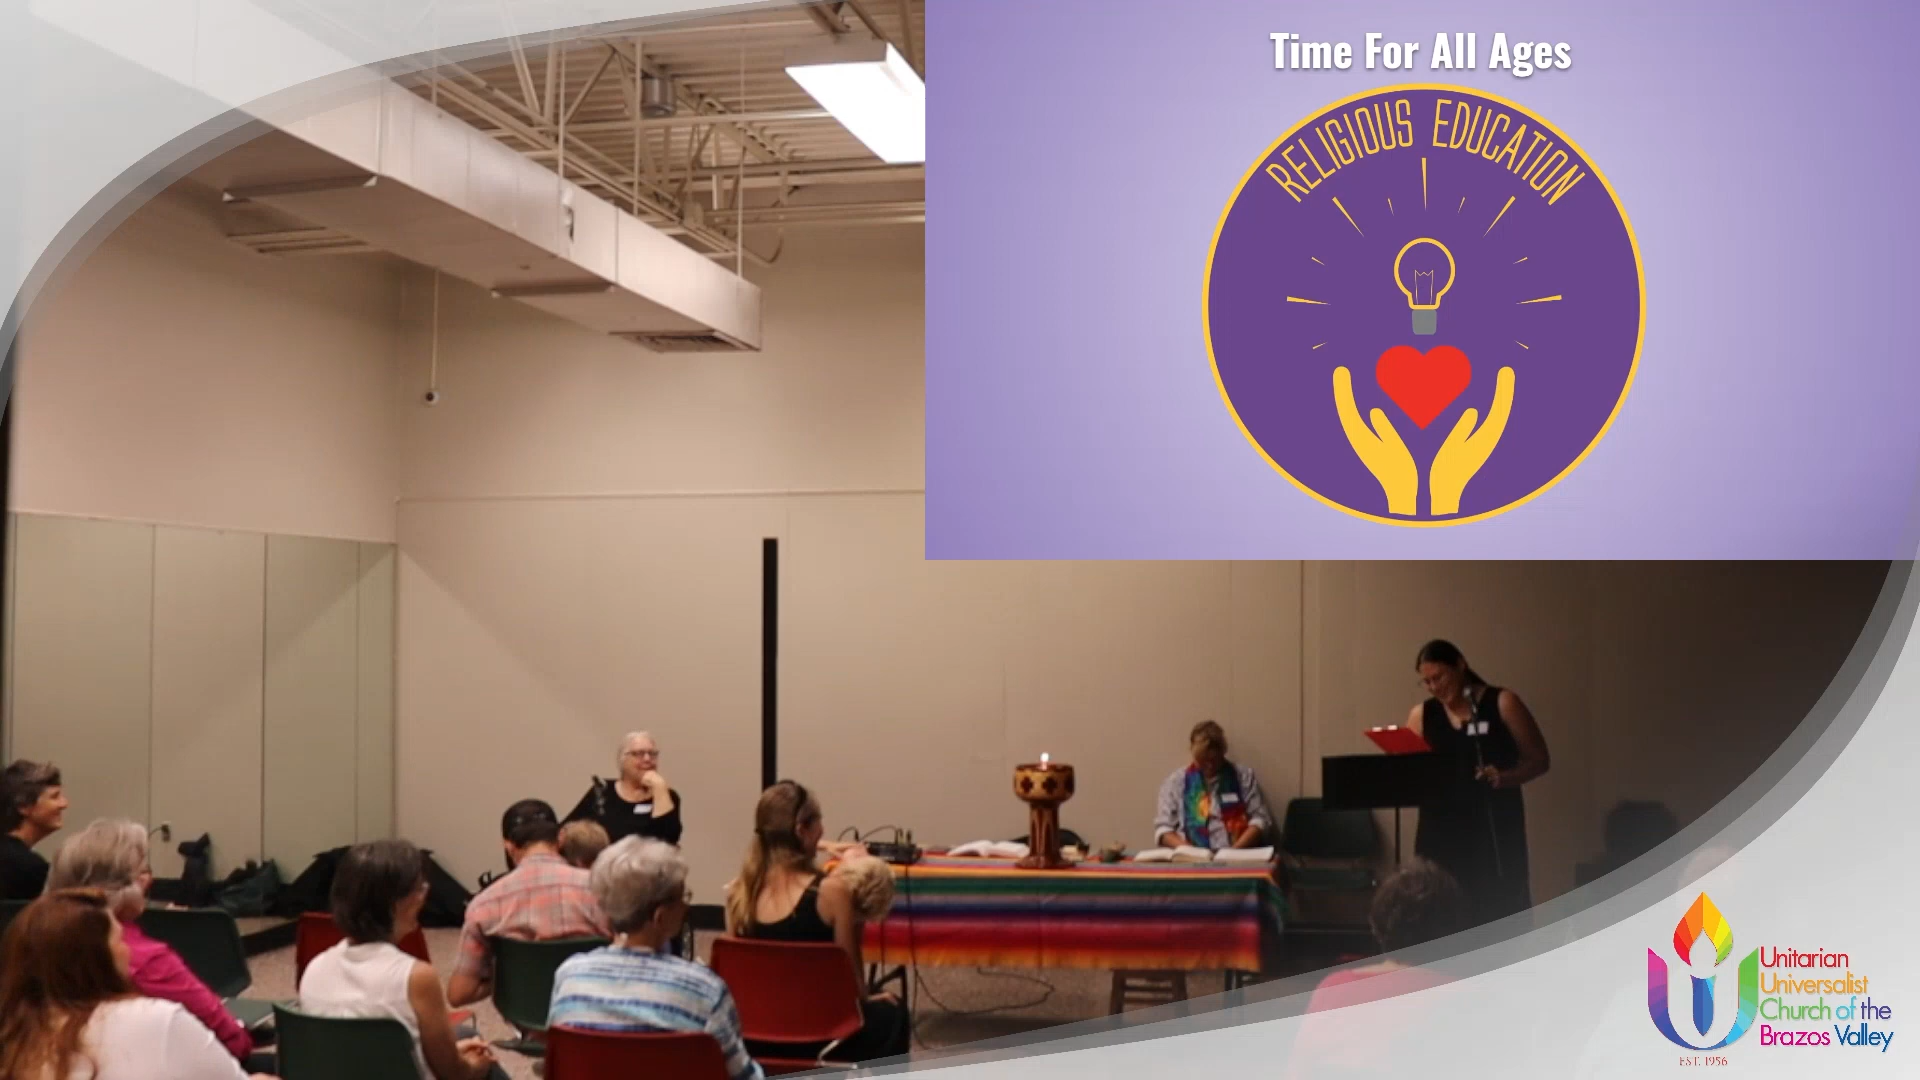 Time For All Ages
RELIGIOUS EDUCATION
Unitarian
Universalist
Church of the
Brazos Valley
EST. 1956